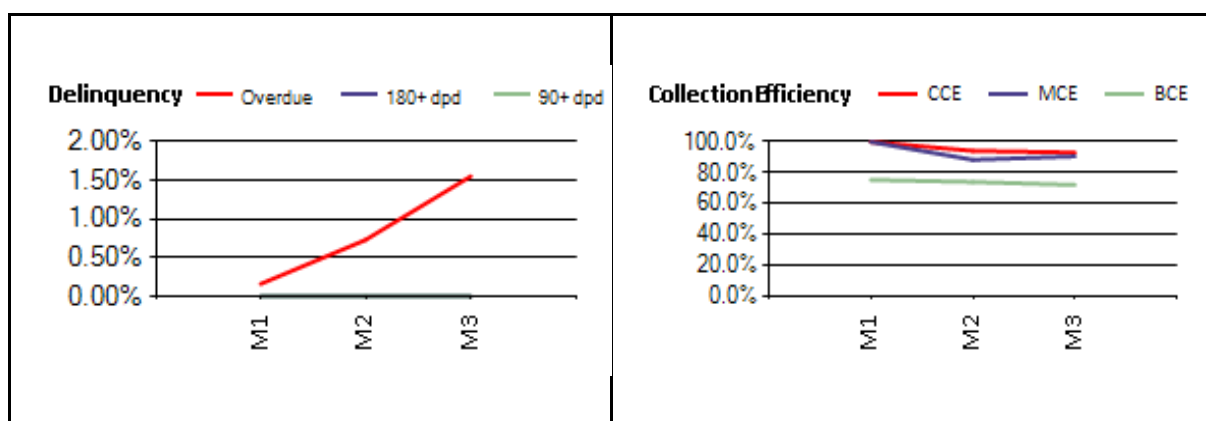 Delinquency Overdue 180+ dpd 90+ dpd
2.00%
1.50%
1.00%
0.50%
0.00%
M1 M2 M3
Collection Efficiency CCE MCE BCE
100.0%
80.0%
60.0%
40.0%
20.0%
0.0%
M1 M2 M3